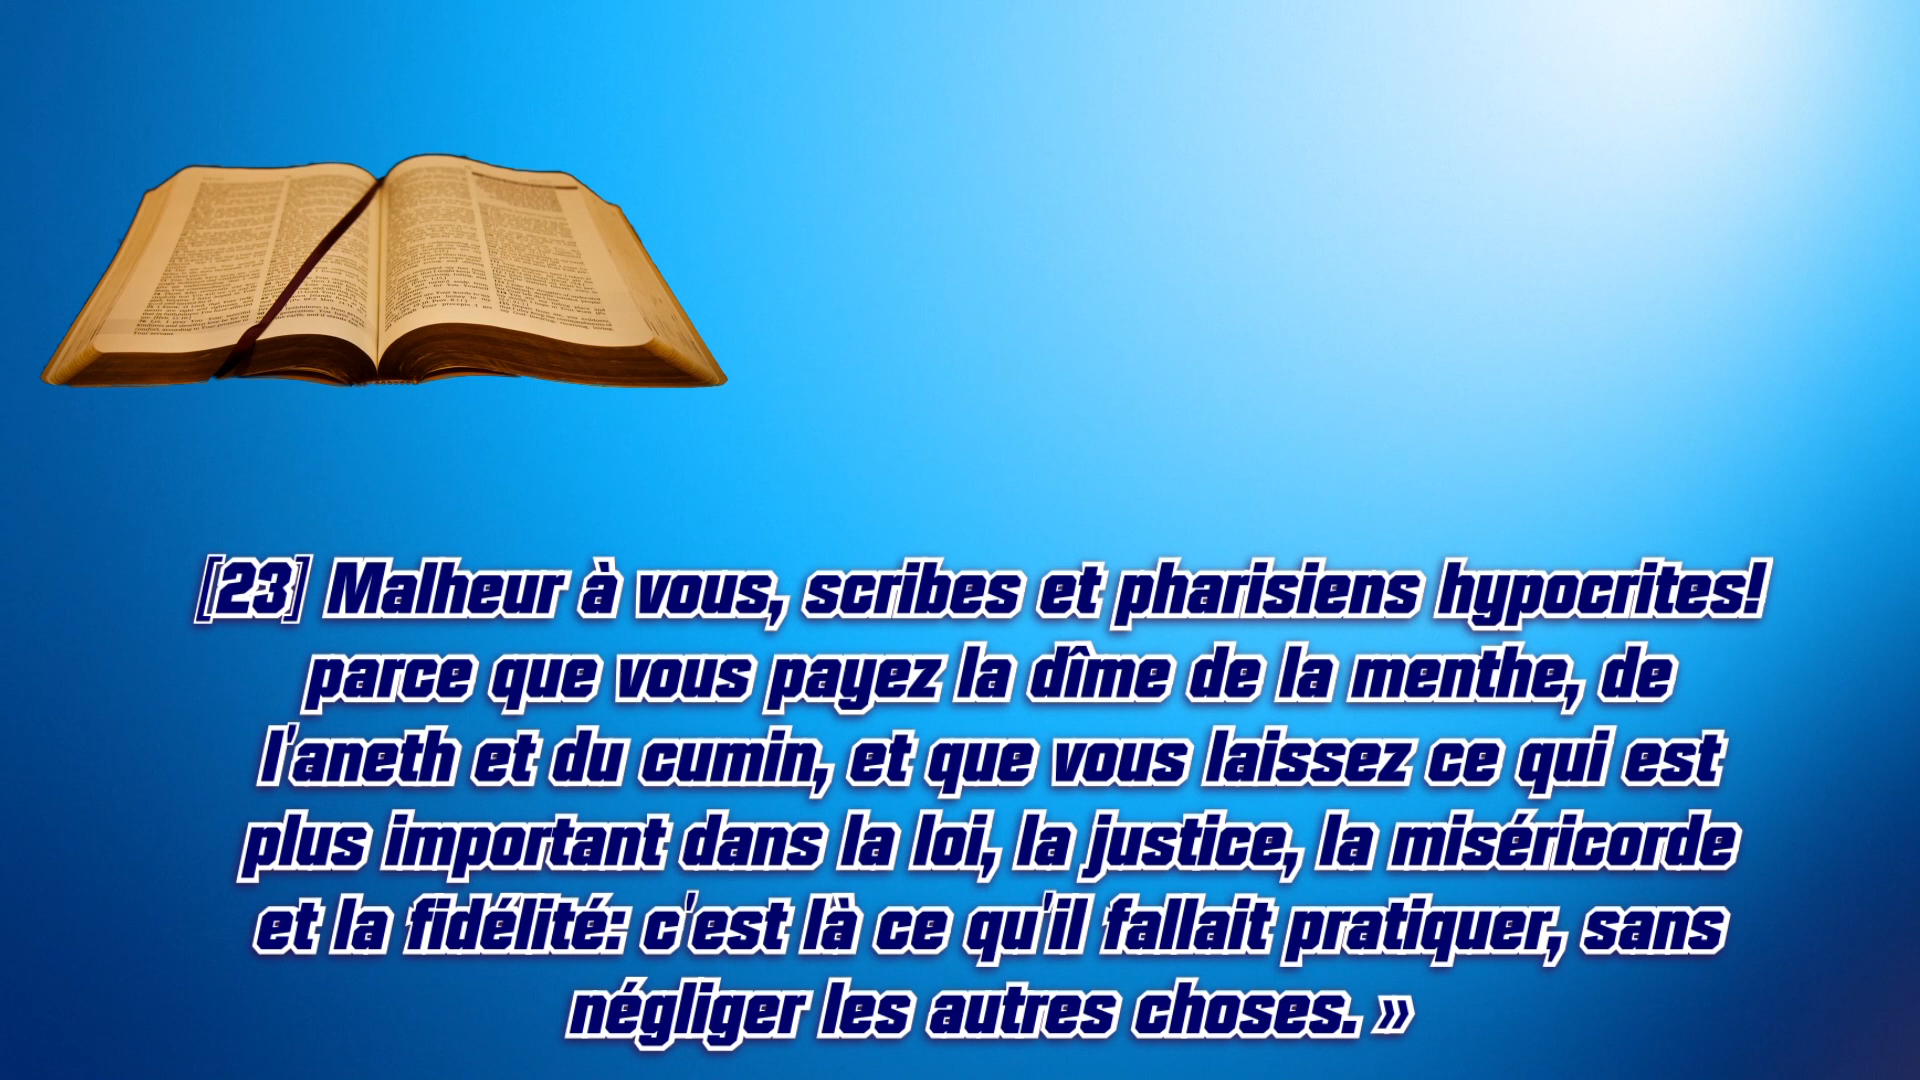 [23] Malheur à vous, scribes et pharisiens hypocrites!
parce que vous payez la dîme de la menthe, de
l'aneth et du cumin, et que vous laissez ce qui est
plus important dans la loi, la justice, la miséricorde
et la fidélité: c'est là ce qu'il fallait pratiquer, sans
négliger les autres choses. »